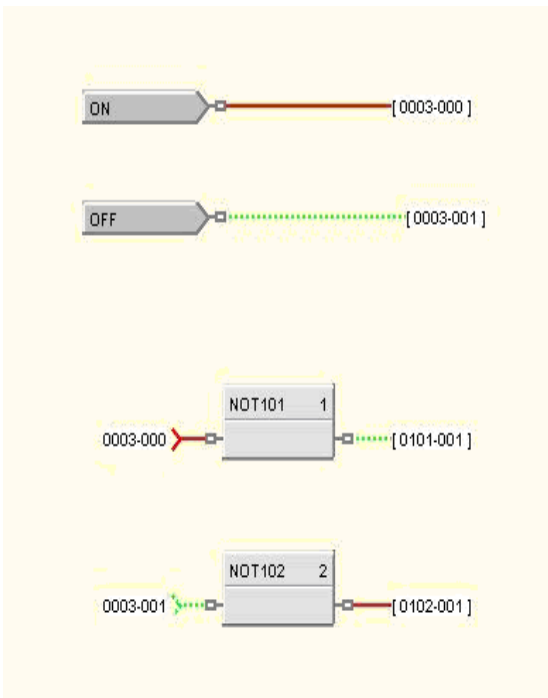 ON [ 0003-000 ]
OFF [ 0003-001 ]
NOT101 1
0003-000 [ 0101-001 ]
NOT102 2
0003-001 [ 0102-001 ]